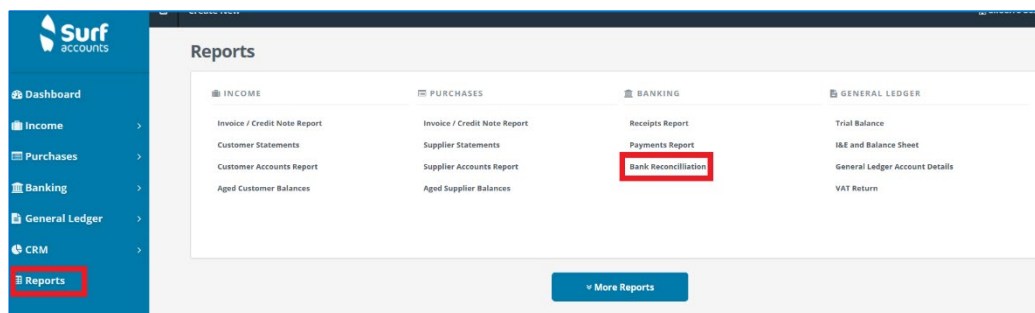 Create New
Surf
accounts
Reports
Dashboard
Income
Purchases
Banking
General Ledger
CRM
Reports
INCOME
Invoice / Credit Note Report
Customer Statements
Customer Accounts Report
Aged Customer Balances
PURCHASES
Invoice / Credit Note Report
Supplier Statements
Supplier Accounts Report
Aged Supplier Balances
BANKING
Receipts Report
Payments Report
Bank Reconcilliation
GENERAL LEDGER
Trial Balance
I&E and Balance Sheet
General Ledger Account Details
VAT Return
More Reports